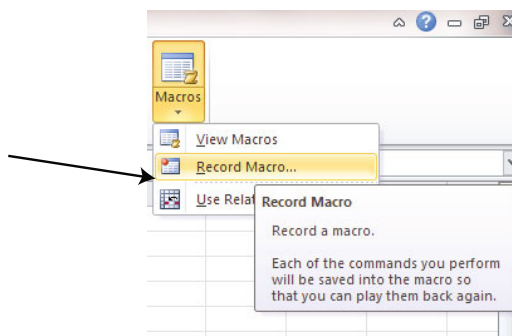 ?
Macros
View Macros
Record Macro...
Use Relat
Record Macro
Record a macro.
Each of the commands you perform
will be saved into the macro so
that you can play them back again.